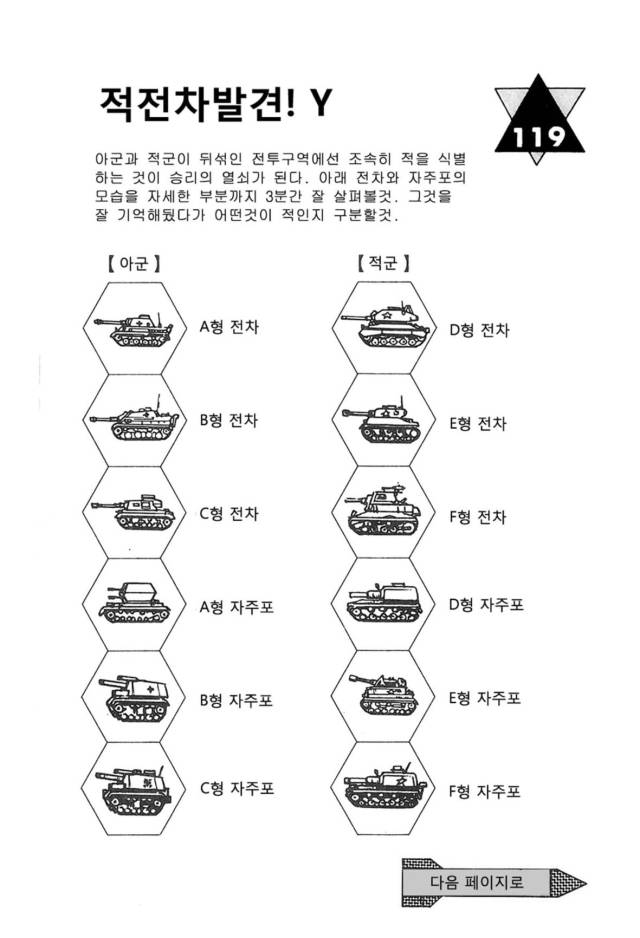 적전차발견! Y
119
아군과 적군이 뒤섞인 전투구역에선 조속히 적을 식별
하는 것이 승리의 열쇠가 된다. 아래 전차와 자주포의
모습을 자세한 부분까지 3분간 잘 살펴볼것. 그것을
잘 기억해뒀다가 어떤것이 적인지 구분할것.
【아군】
A형 전차
B형 전차
C형 전차
A형 자주포
B형 자주포
C형 자주포
【적군】
D형 전차
E형 전차
F형 전차
D형 자주포
E형 자주포
F형 자주포
다음 페이지로